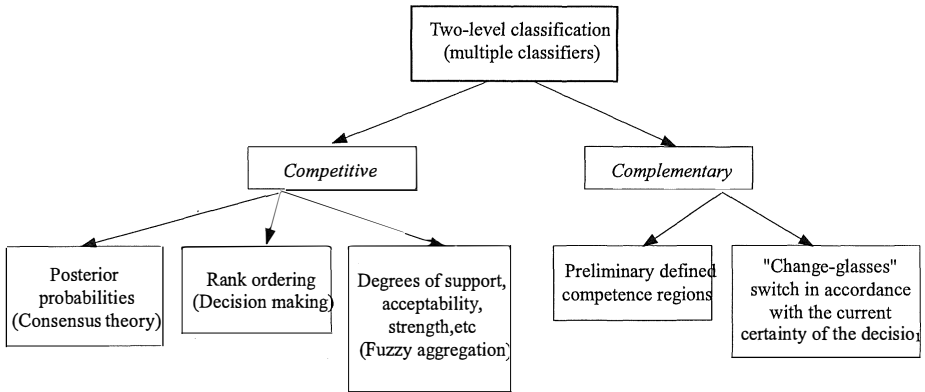 Two-level classification
(multiple classifiers)
Competitive
Complementary
Posterior
probabilities
(Consensus theory)
Rank ordering
(Decision making)
Degrees of support,
acceptability,
strength,etc
(Fuzzy aggregation)
Preliminary defined
competence regions
"Change-glasses"
switch in accordance
with the current
certainty of the